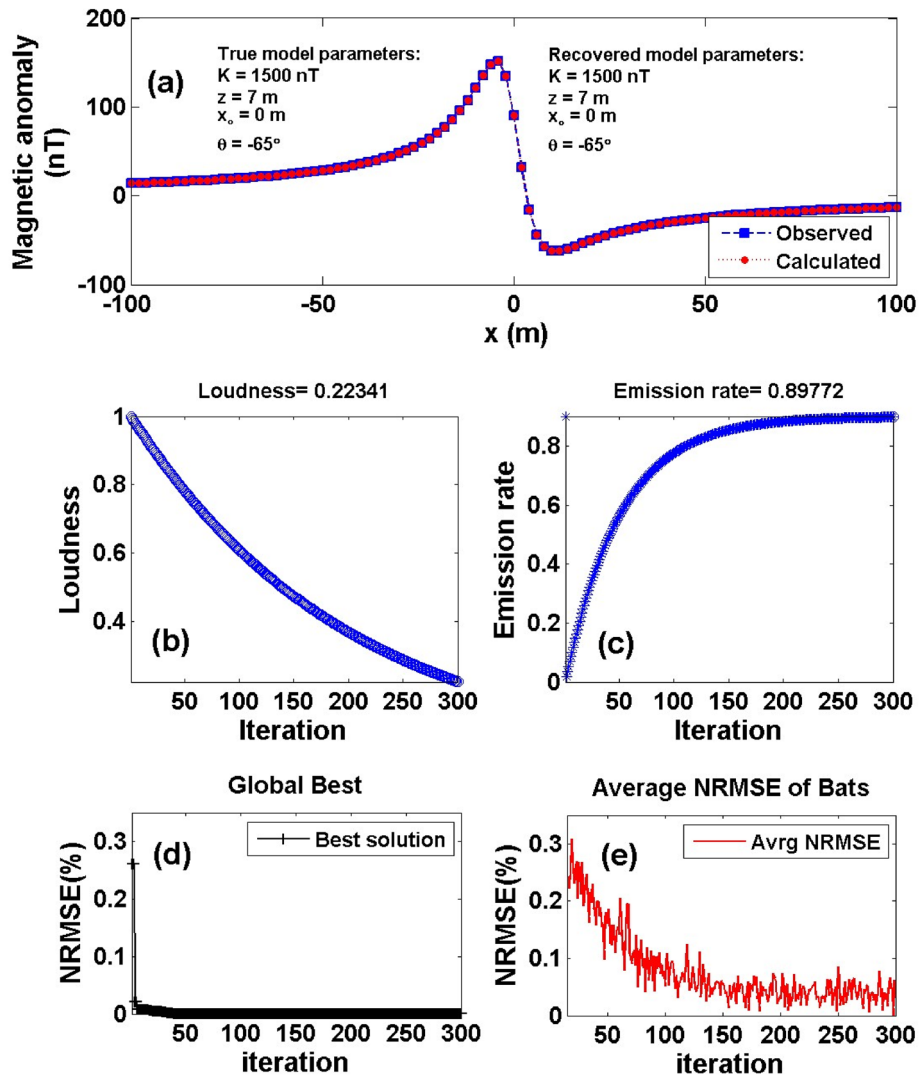 200
100
0
-100
Magnetic anomaly
(nT)
(a)
True model parameters:
K = 1500 nT
z = 7 m
xₒ = 0 m
θ = -65°
Recovered model parameters:
K = 1500 nT
z = 7 m
xₒ = 0 m
θ = -65°
Observed
Calculated
-100
-50
0
50
100
x (m)
Loudness= 0.22341
1
0.8
0.6
0.4
Loudness
(b)
50 100 150 200 250 300
Iteration
Emission rate= 0.89772
0.8
0.6
0.4
0.2
0
Emission rate
(c)
50 100 150 200 250 300
Iteration
Global Best
0.3
0.2
0.1
0
NRMSE(%)
(d)
Best solution
50 100 150 200 250 300
iteration
Average NRMSE of Bats
0.3
0.2
0.1
0
NRMSE(%)
(e)
Avrg NRMSE
50 100 150 200 250 300
iteration